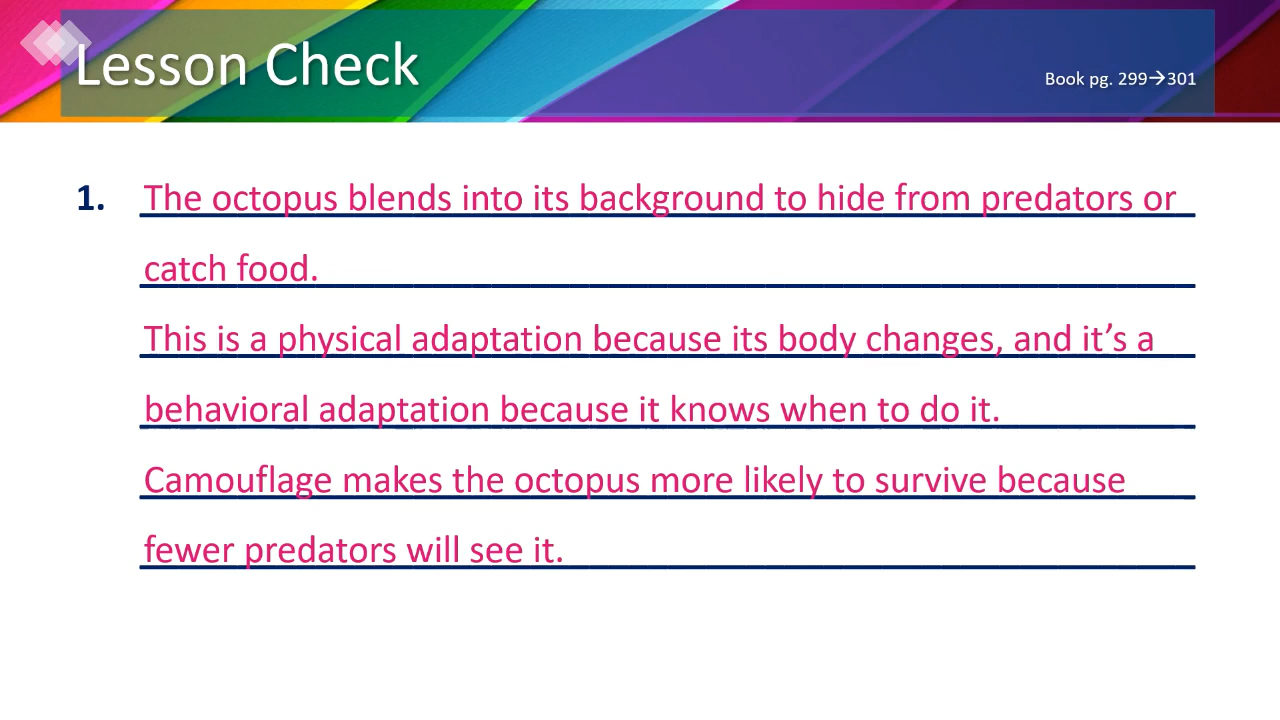 Lesson Check
Book pg. 299→301
1. The octopus blends into its background to hide from predators or
catch food.
This is a physical adaptation because its body changes, and it’s a
behavioral adaptation because it knows when to do it.
Camouflage makes the octopus more likely to survive because
fewer predators will see it.